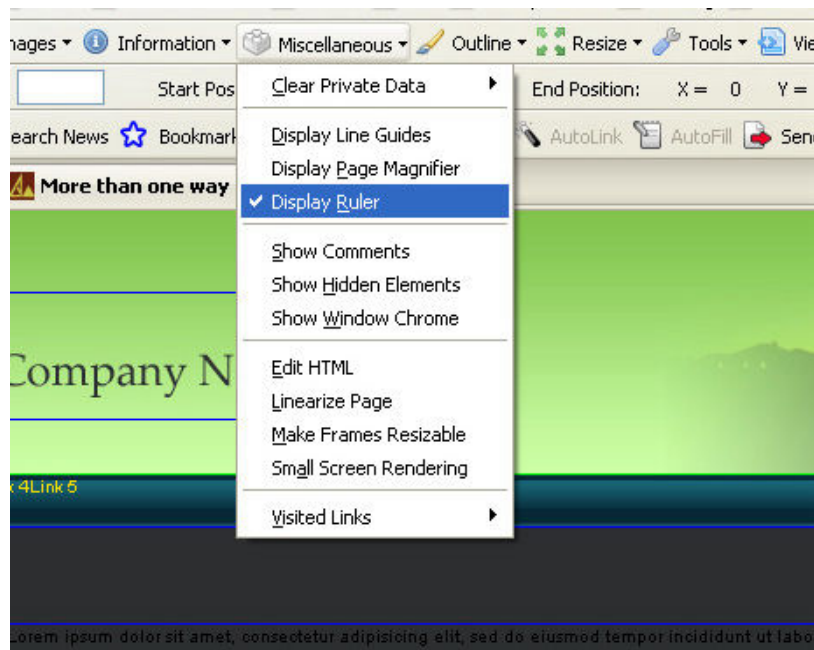 Information Miscellaneous Outline Resize Tools
Start Pos End Position: X = 0 Y =
earch News Bookmark AutoLink AutoFill Sen
More than one way
Clear Private Data
Display Line Guides
Display Page Magnifier
Display Ruler
Show Comments
Show Hidden Elements
Show Window Chrome
Edit HTML
Linearize Page
Make Frames Resizable
Small Screen Rendering
Visited Links
Company N
4Link 5
Lorem ipsum dolor sit amet, consectetur adipisicing elit, sed do eiusmod tempor incididunt ut labo